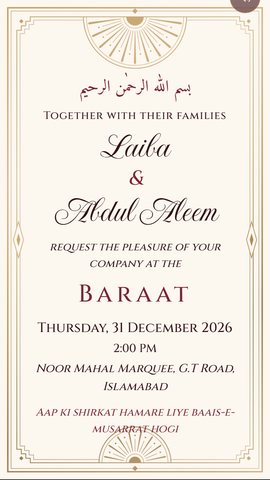 بسم الله الرحمٰن الرحيم
Together with their families
Laiba
&
Abdul Aleem
request the pleasure of your
company at the
Baraat
Thursday, 31 December 2026
2:00 PM
Noor Mahal Marquee, G.T Road,
Islamabad
Aap ki shirkat hamare liye baais-e-
musarrat hogi